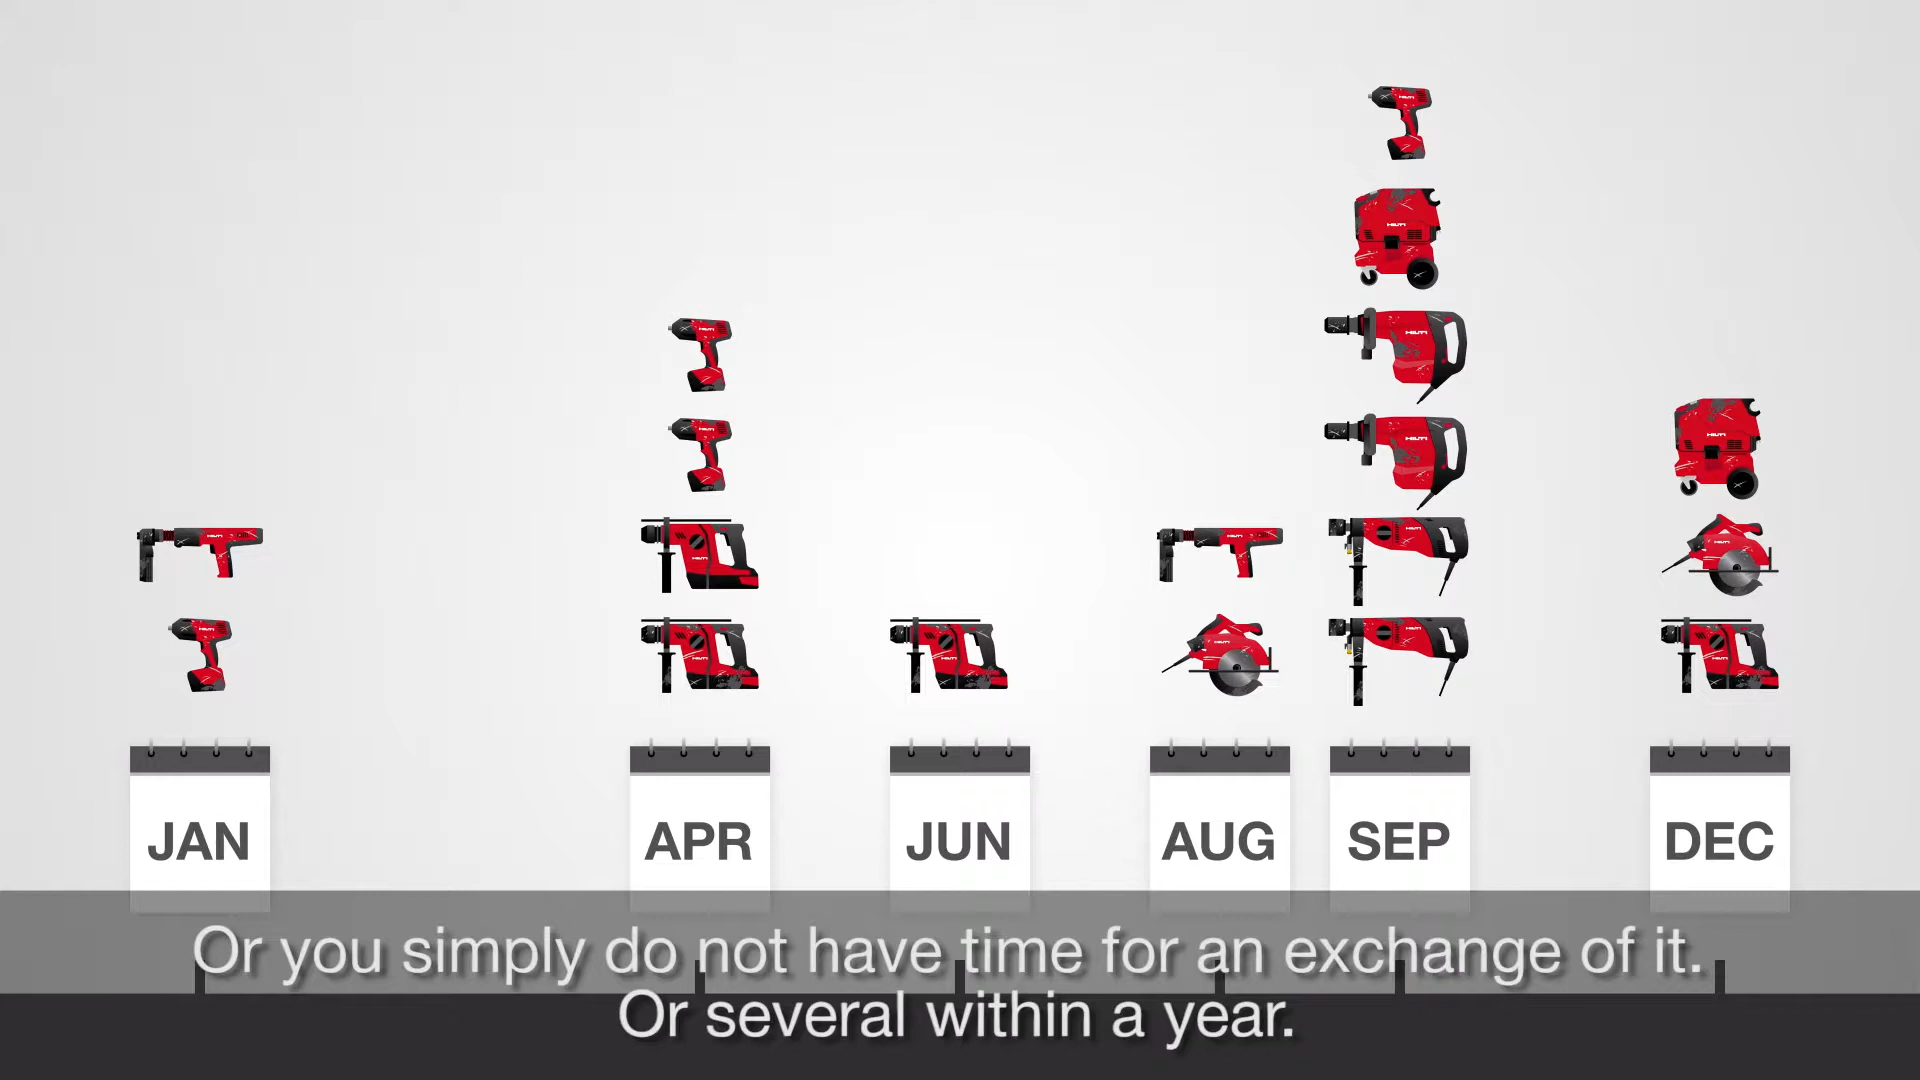 JAN
APR
JUN
AUG
SEP
DEC
Or you simply do not have time for an exchange of it.
Or several within a year.